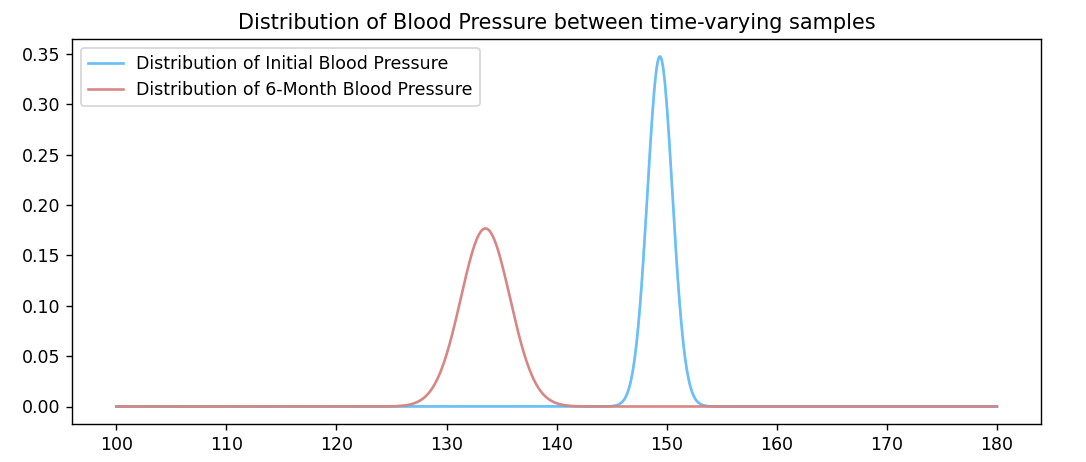 Distribution of Blood Pressure between time-varying samples
Distribution of Initial Blood Pressure
Distribution of 6-Month Blood Pressure
0.35
0.30
0.25
0.20
0.15
0.10
0.05
0.00
100 110 120 130 140 150 160 170 180